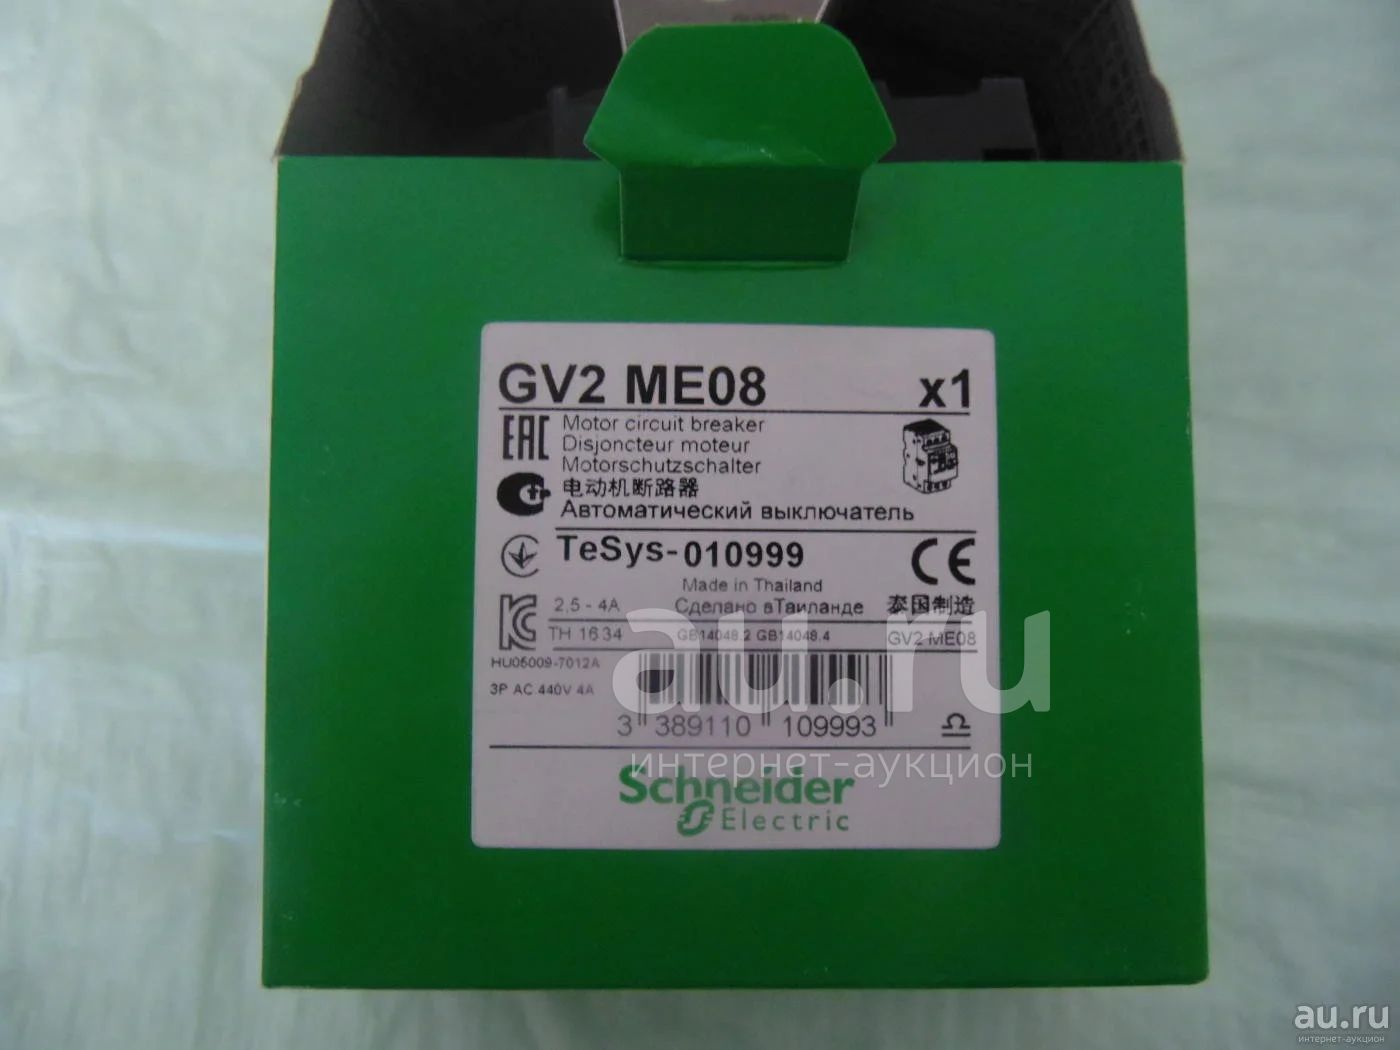 GV2 ME08 x1
EAC Motor circuit breaker
Disjoncteur moteur
Motorschutzschalter
电动机断路器
Автоматический выключатель
TeSys-010999 CE
Made in Thailand
2,5 - 4A Сделано вТаиланде 泰国制造
TH 1634 GB14048.2 GB14048.4 GV2 ME08
HU05009-7012A
3P AC 440V 4A
3 389110 109993
Schneider
Electric
au.ru
интернет-аукцион
au.ru
интернет-аукцион